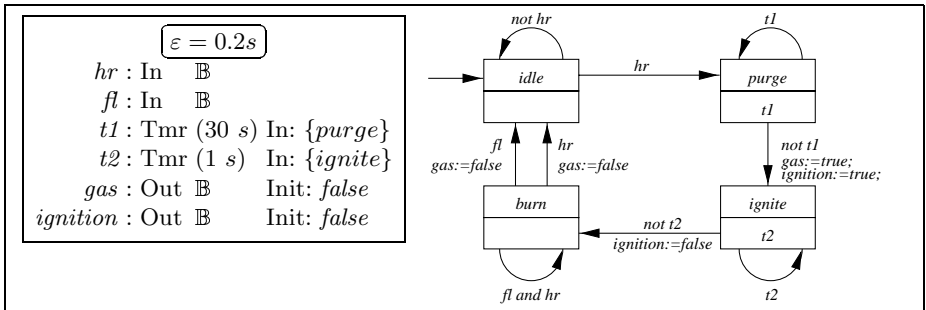 ε = 0.2s
hr : In 𝔹
fl : In 𝔹
t1 : Tmr (30 s) In: {purge}
t2 : Tmr (1 s) In: {ignite}
gas : Out 𝔹 Init: false
ignition : Out 𝔹 Init: false
not hr
t1
idle
hr
purge
t1
fl
gas:=false
hr
gas:=false
not t1
gas:=true;
ignition:=true;
burn
not t2
ignition:=false
ignite
t2
fl and hr
t2